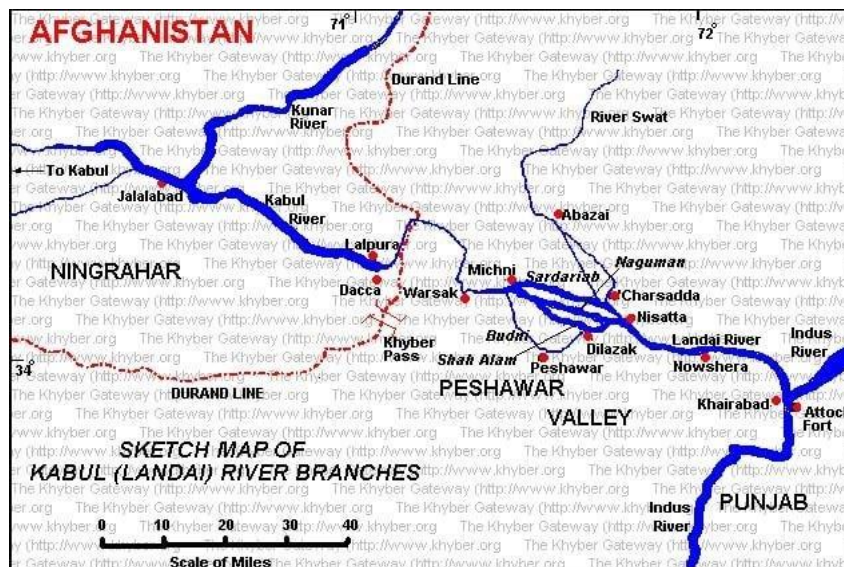 71°
72
AFGHANISTAN
Durand Line
Kunar
River
River Swat
To Kabul
Jalalabad
Kabul
River
Abazai
Lalpura
NINGRAHAR
Dacca
Michni
Sardariab
Naguman
Warsak
Charsadda
Nisatta
Khyber
Pass
Budni
Shah Alam
Dilazak
Landai River
Indus
River
34°
Peshawar
Nowshera
DURAND LINE
PESHAWAR
VALLEY
Khairabad
Attock
Fort
SKETCH MAP OF
KABUL (LANDAI) RIVER BRANCHES
Indus
River
PUNJAB
0 10 20 30 40
Scale of Miles
The Khyber Gateway (http://www.khyber.org